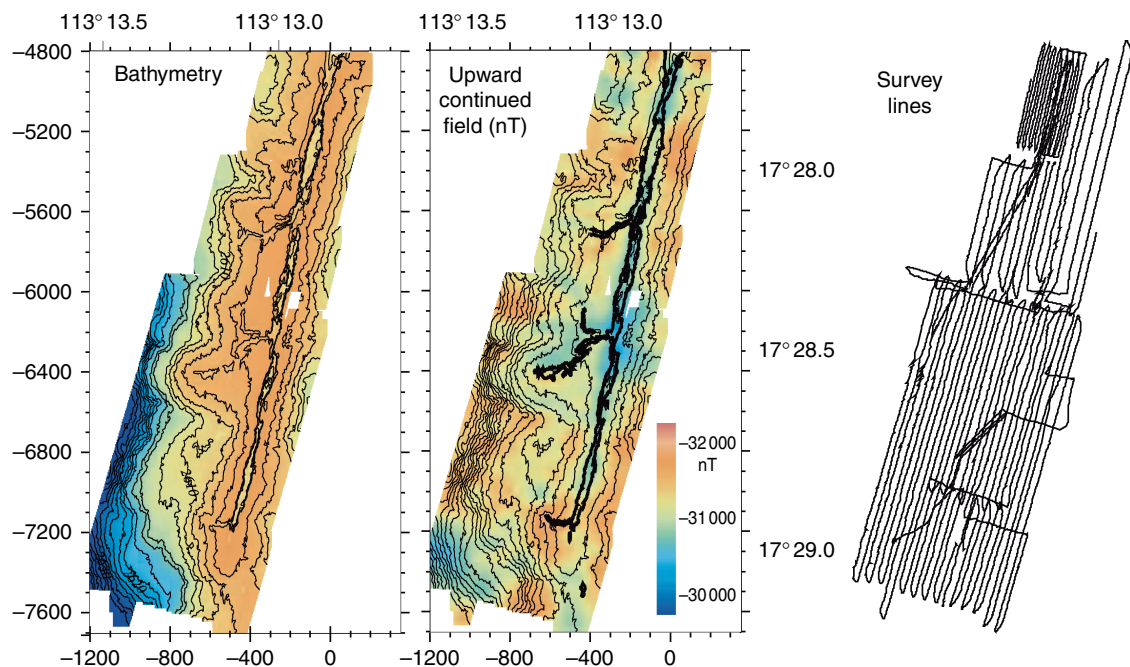 113° 13.5 113° 13.0
113° 13.5 113° 13.0
−4800
−5200
−5600
−6000
−6400
−6800
−7200
−7600
Bathymetry
2610
−1200 −800 −400 0
Upward
continued
field (nT)
−32 000
nT
−31 000
−30 000
−1200 −800 −400 0
Survey
lines
17° 28.0
17° 28.5
17° 29.0